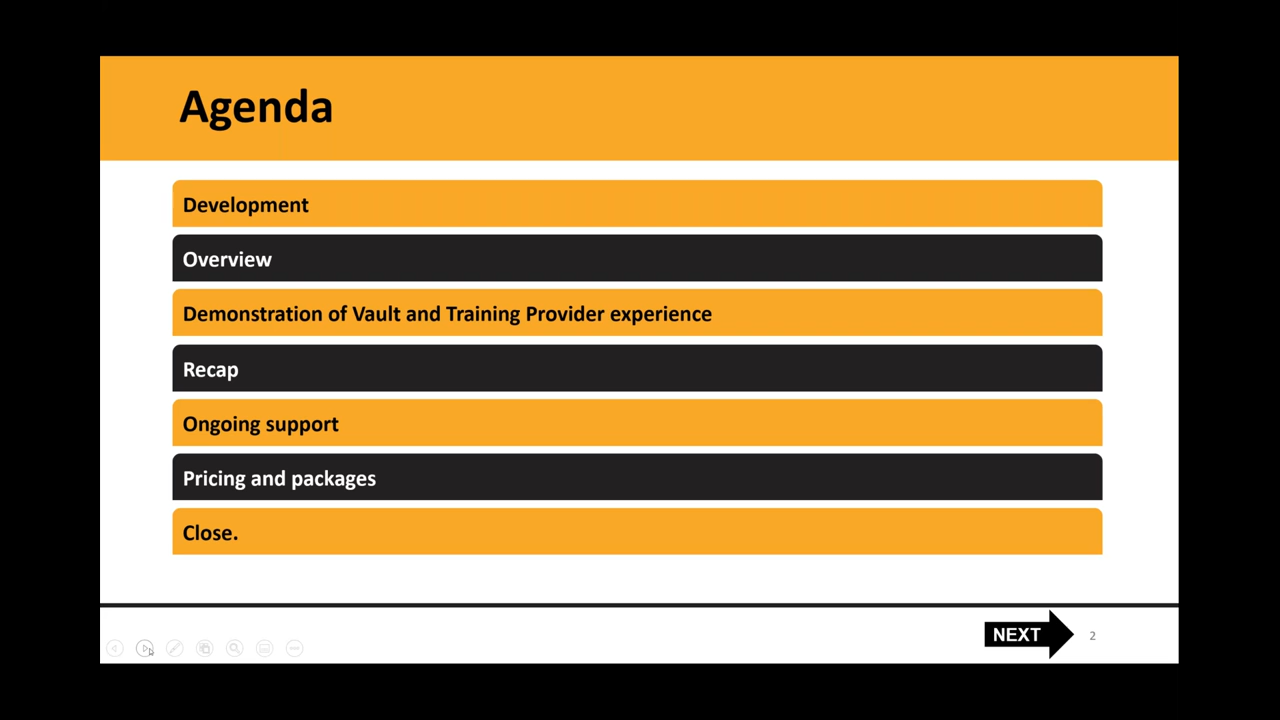 Agenda
Development
Overview
Demonstration of Vault and Training Provider experience
Recap
Ongoing support
Pricing and packages
Close.
NEXT
2